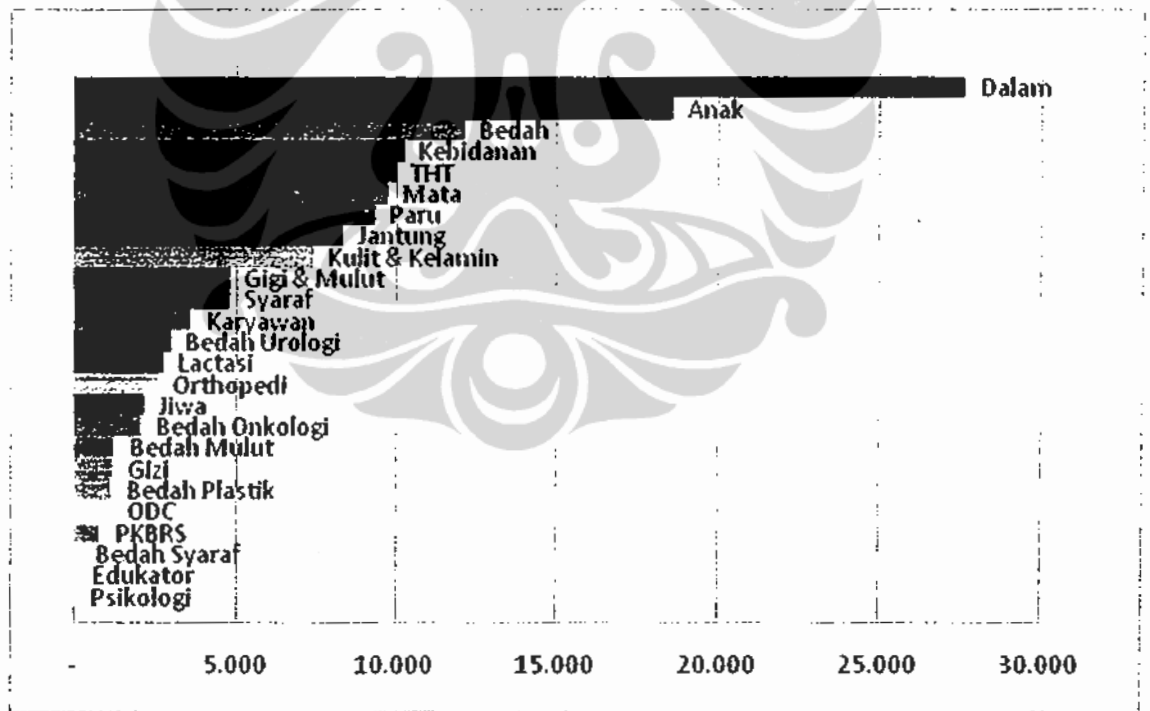 Dalam
Anak
Bedah
Kebidanan
THT
Mata
Paru
Jantung
Kulit & Kelamin
Gigi & Mulut
Syaraf
Karyawan
Bedah Urologi
Lactasi
Orthopedi
Jiwa
Bedah Onkologi
Bedah Mulut
Gizi
Bedah Plastik
ODC
PKBRS
Bedah Syaraf
Edukator
Psikologi
- 5.000 10.000 15.000 20.000 25.000 30.000